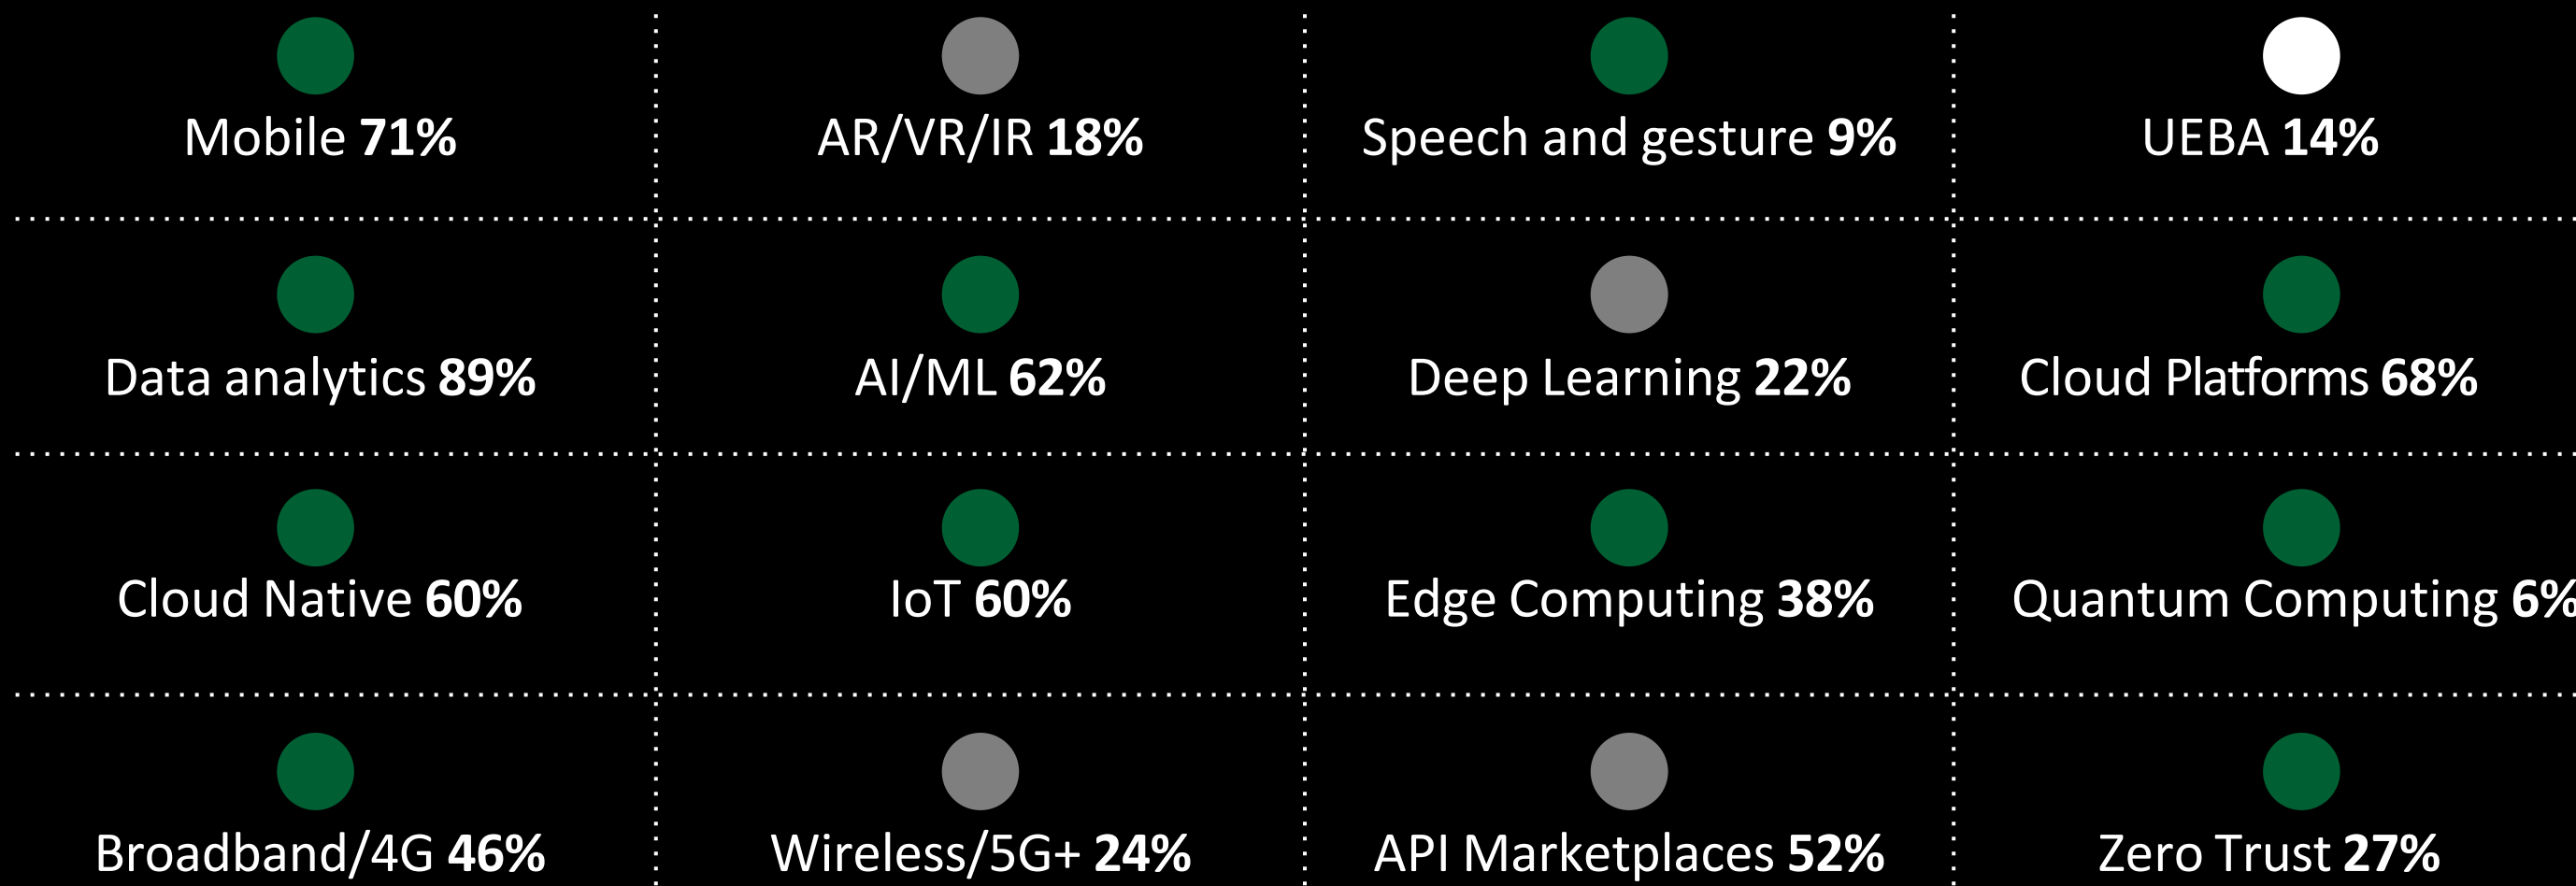 Mobile 71%
AR/VR/IR 18%
Speech and gesture 9%
UEBA 14%
Data analytics 89%
AI/ML 62%
Deep Learning 22%
Cloud Platforms 68%
Cloud Native 60%
IoT 60%
Edge Computing 38%
Quantum Computing 6%
Broadband/4G 46%
Wireless/5G+ 24%
API Marketplaces 52%
Zero Trust 27%